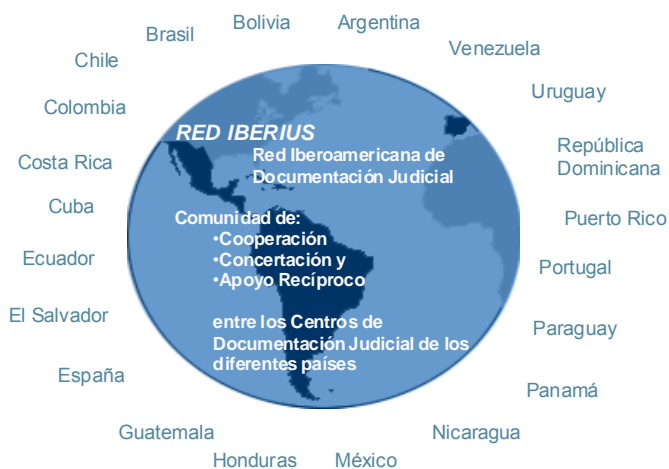 Bolivia
Argentina
Brasil
Venezuela
Chile
Uruguay
Colombia
RED IBERIUS
República
Dominicana
Red Iberoamericana de
Documentación Judicial
Costa Rica
Cuba
Puerto Rico
Comunidad de:
•Cooperación
•Concertación y
•Apoyo Recíproco
Ecuador
Portugal
El Salvador
Paraguay
entre los Centros de
Documentación Judicial de los
diferentes países
España
Panamá
Guatemala
Nicaragua
Honduras
México